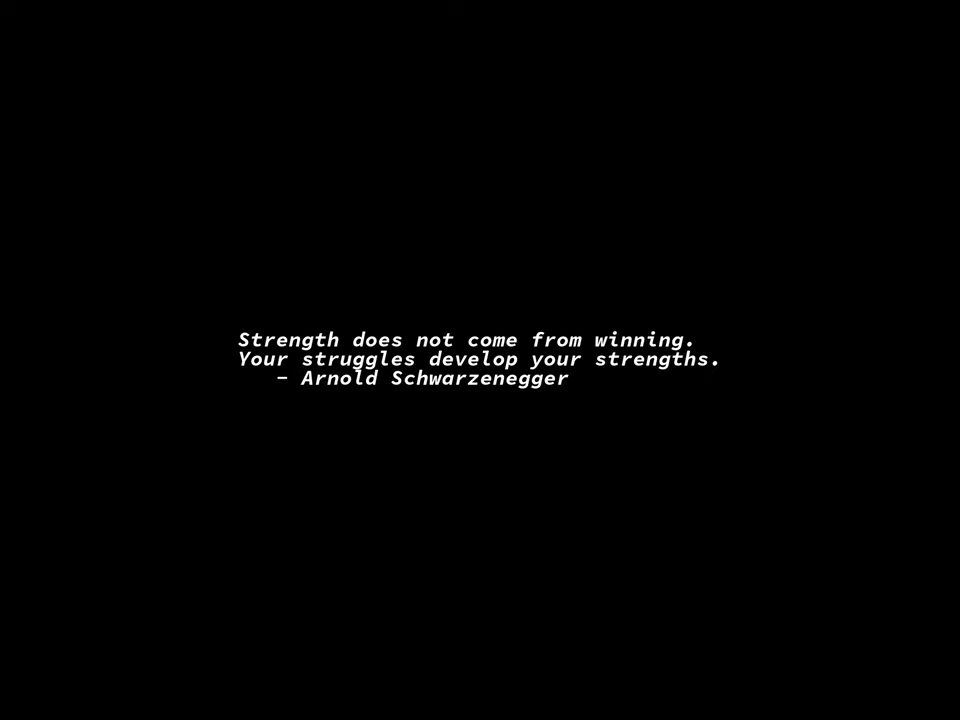 Strength does not come from winning.
Your struggles develop your strengths.
– Arnold Schwarzenegger